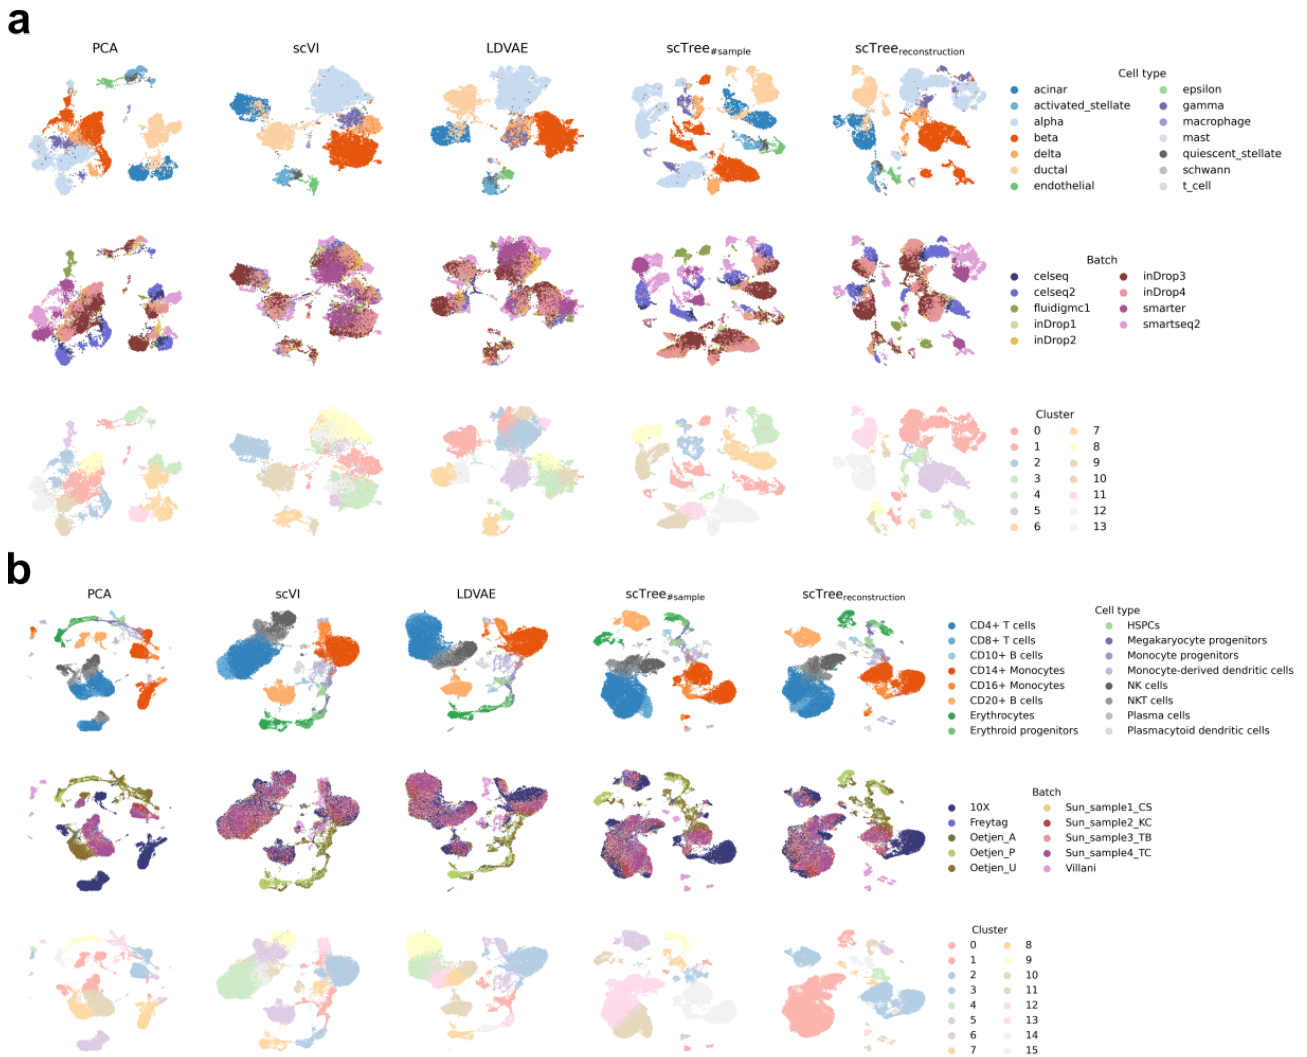 a
PCA scVI LDVAE scTree#sample scTreereconstruction
Cell type
acinar epsilon
activated_stellate gamma
alpha macrophage
beta mast
delta quiescent_stellate
ductal schwann
endothelial t_cell
Batch
celseq inDrop3
celseq2 inDrop4
fluidigmc1 smarter
inDrop1 smartseq2
inDrop2
Cluster
0 7
1 8
2 9
3 10
4 11
5 12
6 13
b
PCA scVI LDVAE scTree#sample scTreereconstruction
Cell type
CD4+ T cells HSPCs
CD8+ T cells Megakaryocyte progenitors
CD10+ B cells Monocyte progenitors
CD14+ Monocytes Monocyte-derived dendritic cells
CD16+ Monocytes NK cells
CD20+ B cells NKT cells
Erythrocytes Plasma cells
Erythroid progenitors Plasmacytoid dendritic cells
Batch
10X Sun_sample1_CS
Freytag Sun_sample2_KC
Oetjen_A Sun_sample3_TB
Oetjen_P Sun_sample4_TC
Oetjen_U Villani
Cluster
0 8
1 9
2 10
3 11
4 12
5 13
6 14
7 15